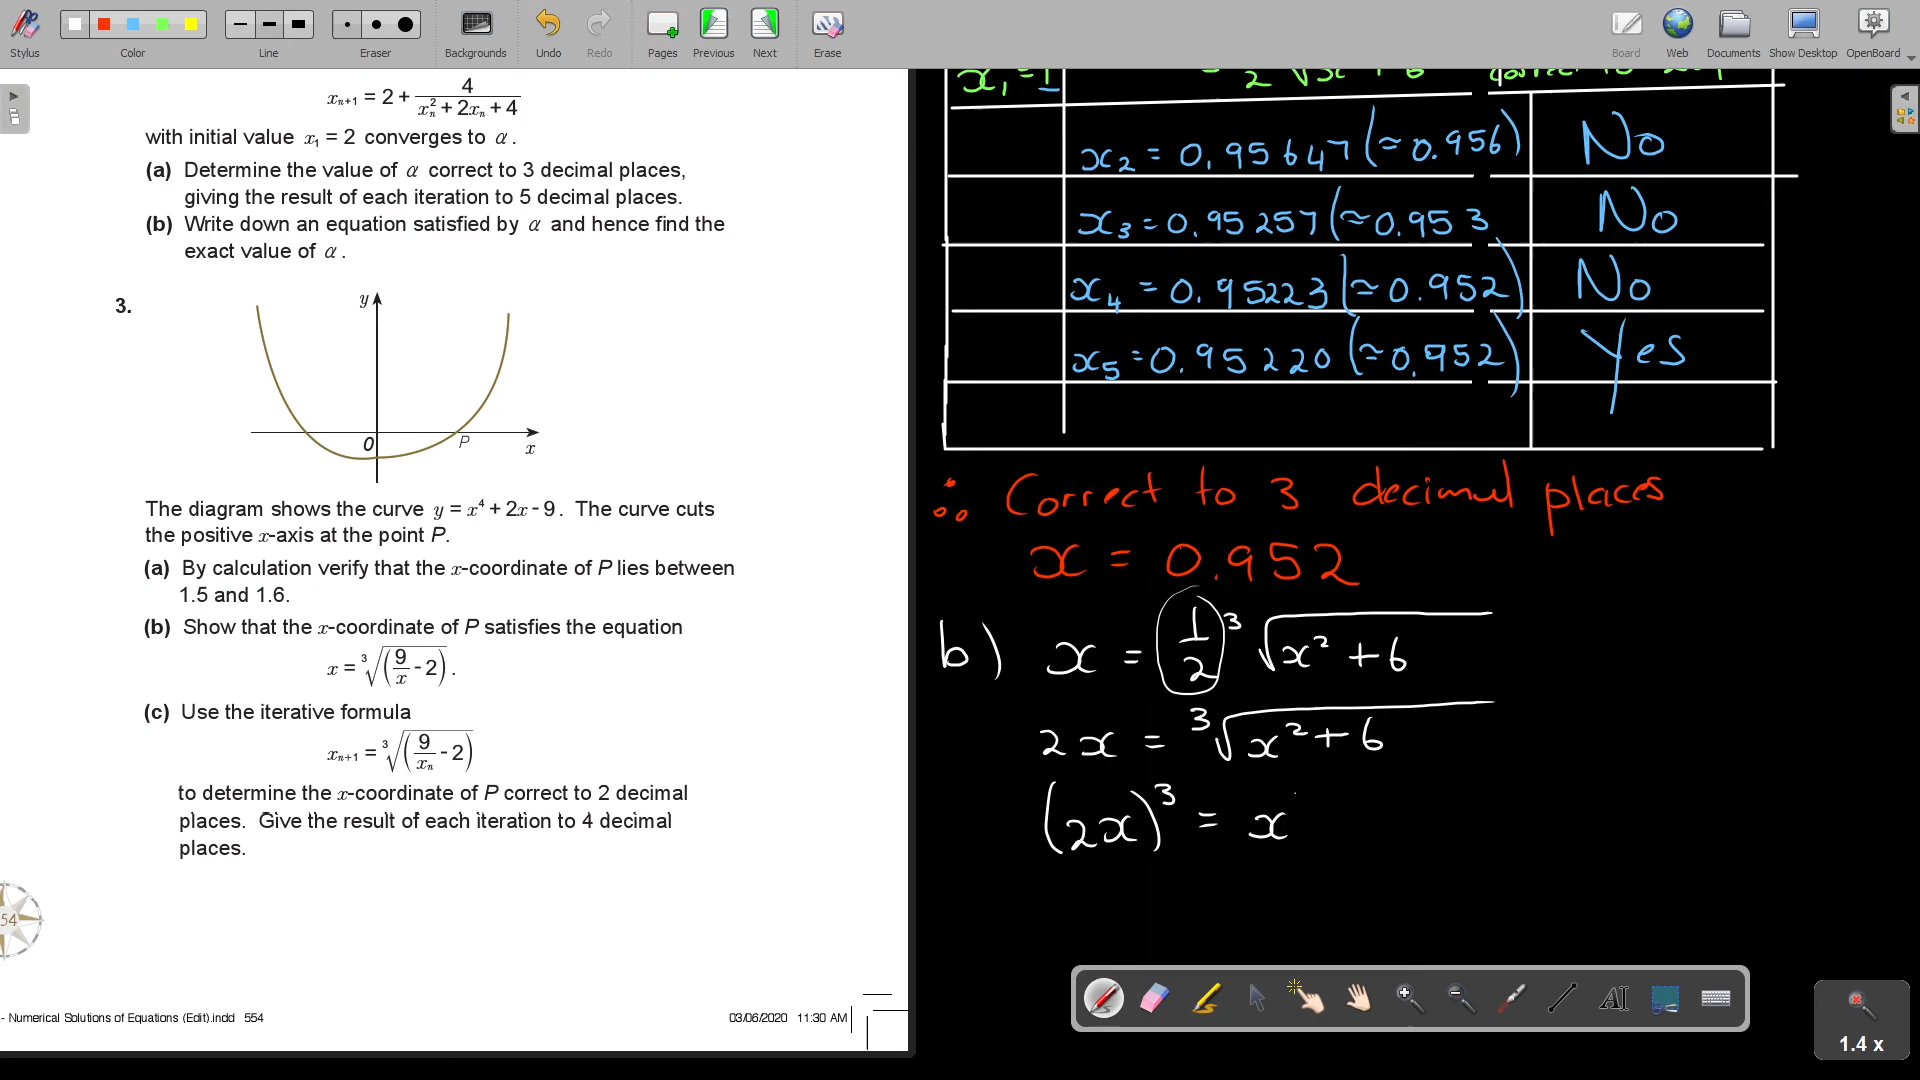 Stylus Color Line Eraser Backgrounds Undo Redo Pages Previous Next Erase Board Web Documents Show Desktop OpenBoard
xₙ₊₁ = 2 + 4/(xₙ² + 2xₙ + 4)
with initial value x₁ = 2 converges to α.
(a) Determine the value of α correct to 3 decimal places,
giving the result of each iteration to 5 decimal places.
(b) Write down an equation satisfied by α and hence find the
exact value of α.
3.
y
0 P x
The diagram shows the curve y = x⁴ + 2x - 9. The curve cuts
the positive x-axis at the point P.
(a) By calculation verify that the x-coordinate of P lies between
1.5 and 1.6.
(b) Show that the x-coordinate of P satisfies the equation
x = ³√(9/x - 2).
(c) Use the iterative formula
xₙ₊₁ = ³√(9/xₙ - 2)
to determine the x-coordinate of P correct to 2 decimal
places. Give the result of each iteration to 4 decimal
places.
54
- Numerical Solutions of Equations (Edit).indd 554 03/06/2020 11:30 AM
x₁ = 1
x₂ = 0.95647 (≈ 0.956) No
x₃ = 0.95257 (≈ 0.953) No
x₄ = 0.95223 (≈ 0.952) No
x₅ = 0.95220 (≈ 0.952) Yes
∴ Correct to 3 decimal places
x = 0.952
b) x = 1/2 ³√x² + 6
2x = ³√x² + 6
(2x)³ = x
1.4 x